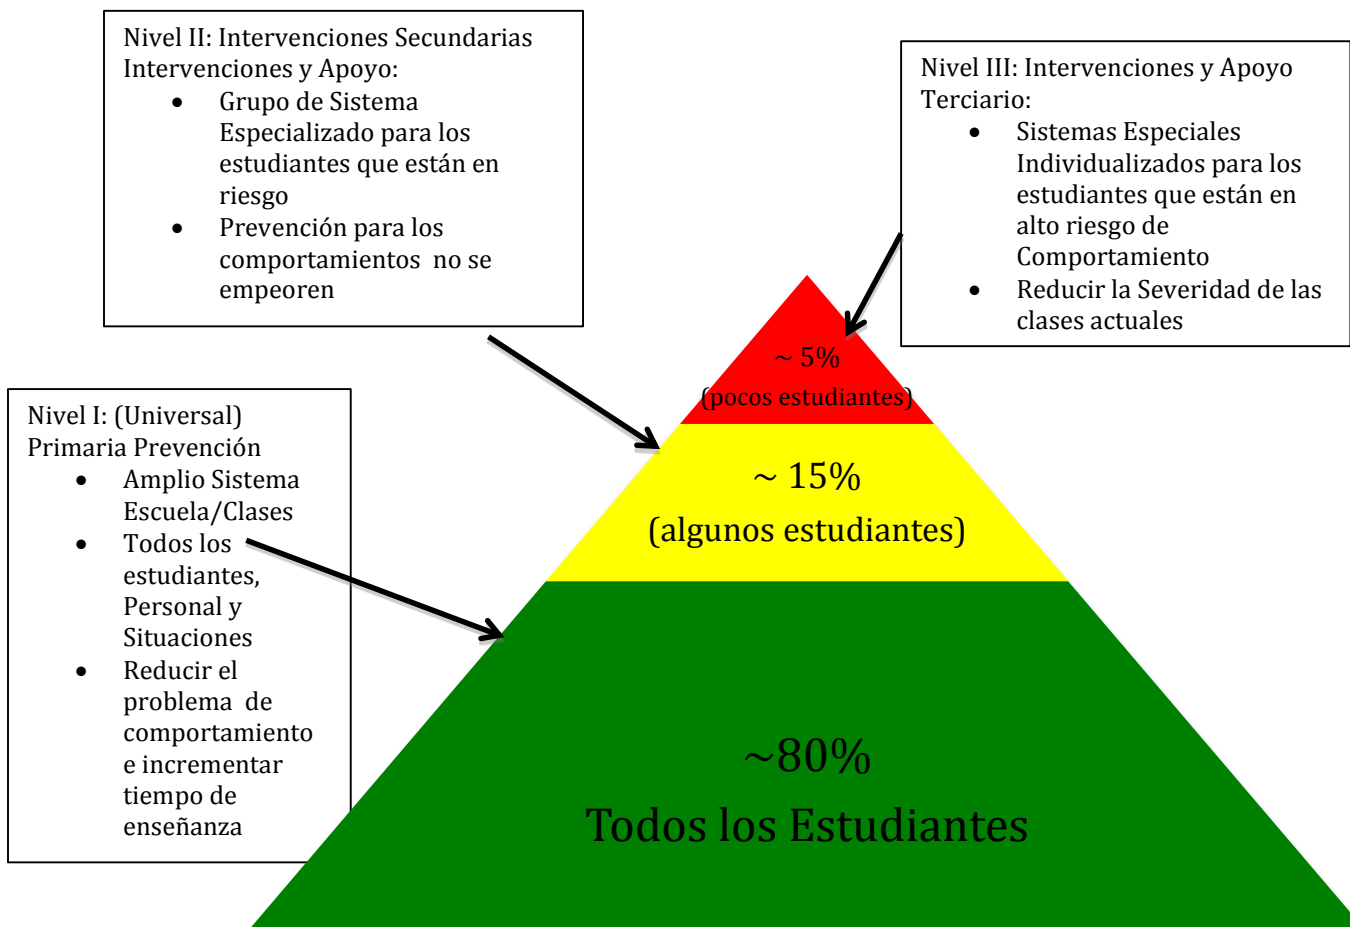 Nivel II: Intervenciones Secundarias
Intervenciones y Apoyo:
• Grupo de Sistema
Especializado para los
estudiantes que están en
riesgo
• Prevención para los
comportamientos  no se
empeoren
Nivel III: Intervenciones y Apoyo
Terciario:
• Sistemas Especiales
Individualizados para los
estudiantes que están en
alto riesgo de
Comportamiento
• Reducir la Severidad de las
clases actuales
~ 5%
(pocos estudiantes)
Nivel I: (Universal)
Primaria Prevención
• Amplio Sistema
Escuela/Clases
• Todos los
estudiantes,
Personal y
Situaciones
• Reducir el
problema  de
comportamiento
e incrementar
tiempo de
enseñanza
~ 15%
(algunos estudiantes)
~80%
Todos los Estudiantes